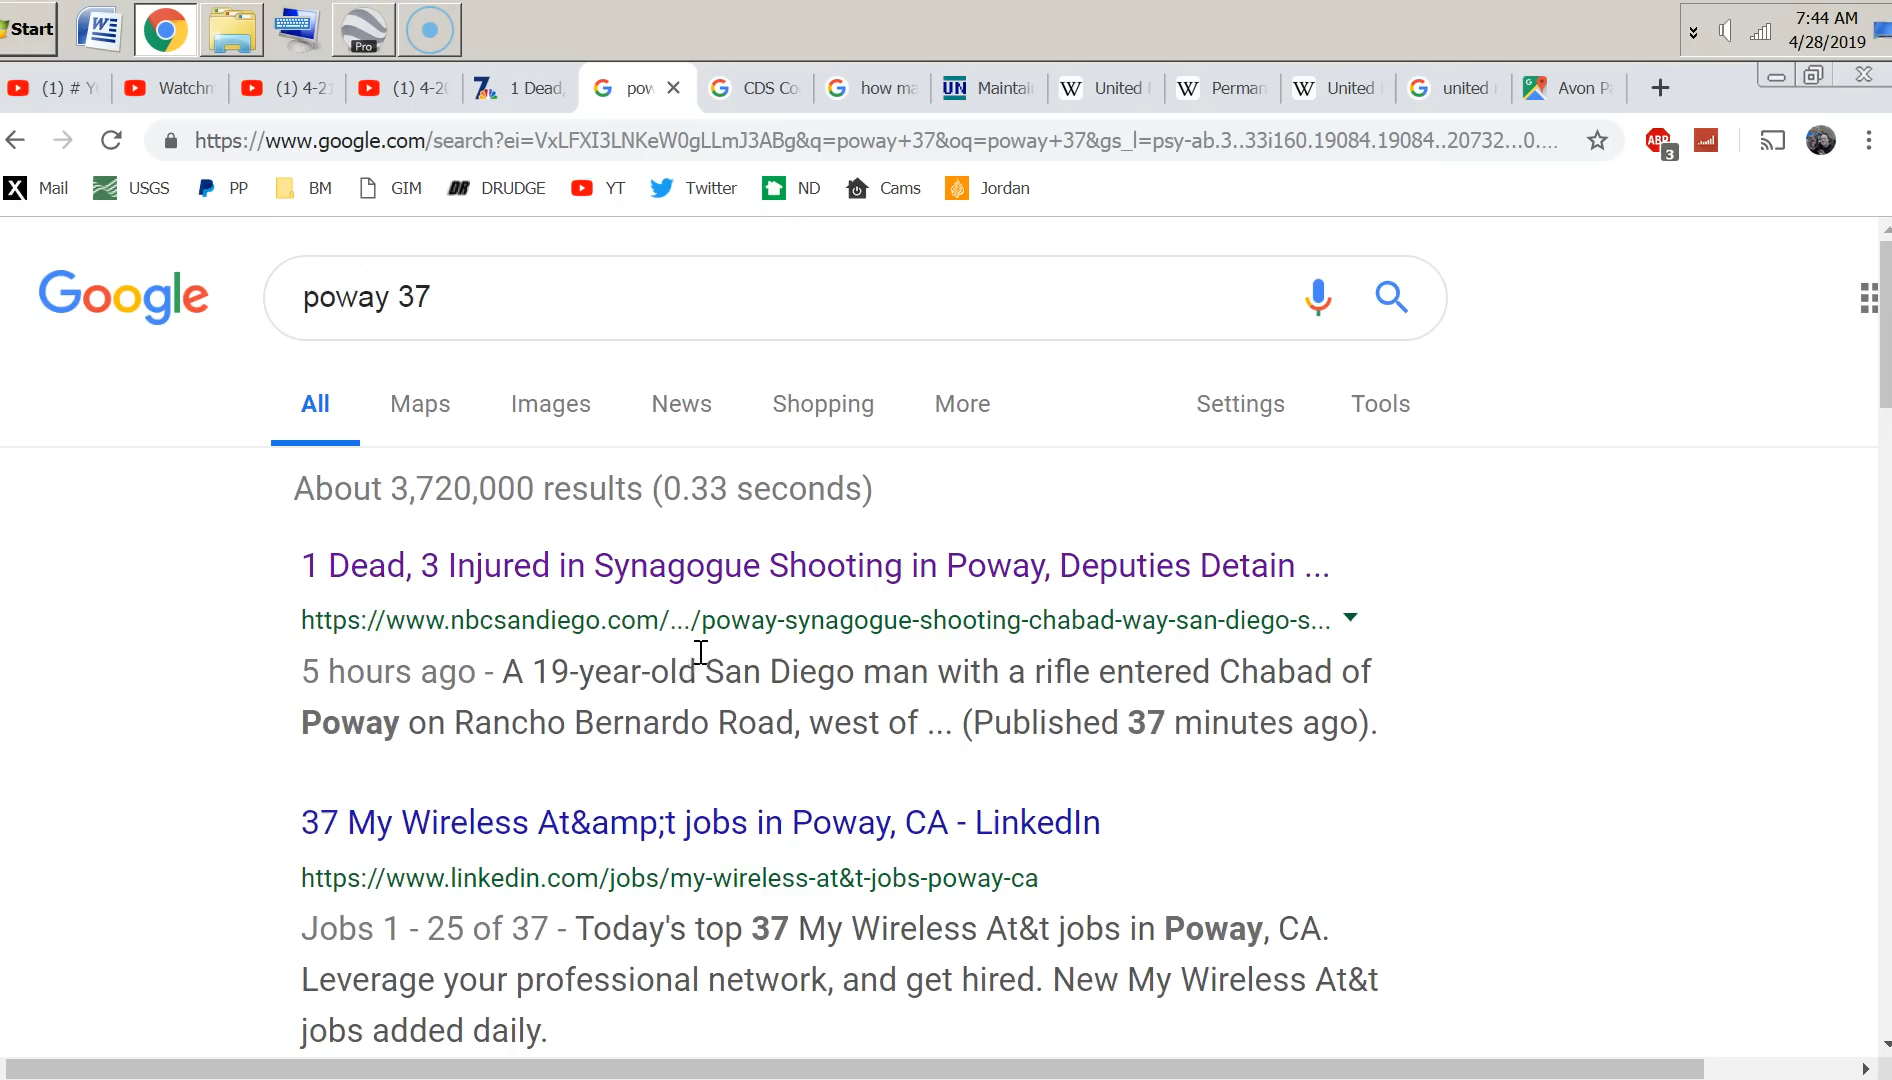 Start
Pro
7:44 AM
4/28/2019
(1) # Y
Watchm
(1) 4-2
(1) 4-20
1 Dead,
pow
CDS Co
how ma
UN
Maintai
W
United
W
Perman
W
United
united
Avon Pa
https://www.google.com/search?ei=VxLFXI3LNKeW0gLLmJ3ABg&q=poway+37&oq=poway+37&gs_l=psy-ab.3..33i160.19084.19084..20732...0....
ABP
3
X Mail
USGS
PP
BM
GIM
DR DRUDGE
YT
Twitter
ND
Cams
Jordan
Google
poway 37
All Maps Images News Shopping More Settings Tools
About 3,720,000 results (0.33 seconds)
1 Dead, 3 Injured in Synagogue Shooting in Poway, Deputies Detain ...
https://www.nbcsandiego.com/.../poway-synagogue-shooting-chabad-way-san-diego-s...
5 hours ago - A 19-year-old San Diego man with a rifle entered Chabad of
Poway on Rancho Bernardo Road, west of ... (Published 37 minutes ago).
37 My Wireless At&amp;t jobs in Poway, CA - LinkedIn
https://www.linkedin.com/jobs/my-wireless-at&t-jobs-poway-ca
Jobs 1 - 25 of 37 - Today's top 37 My Wireless At&t jobs in Poway, CA.
Leverage your professional network, and get hired. New My Wireless At&t
jobs added daily.